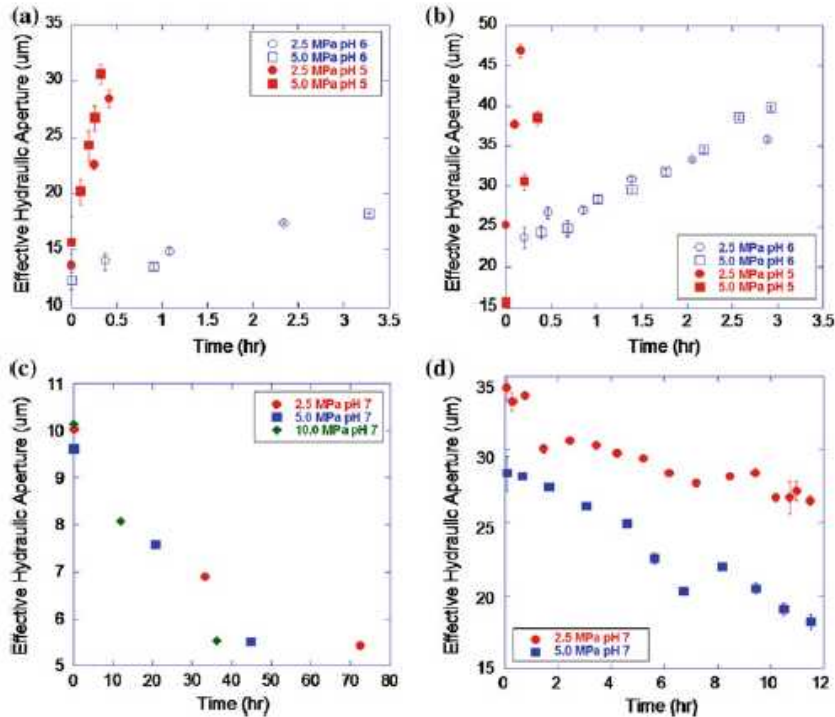 (a)
Effective Hydraulic Aperture (um)
35
30
25
20
15
10
2.5 MPa pH 6
5.0 MPa pH 6
2.5 MPa pH 5
5.0 MPa pH 5
0 0.5 1 1.5 2 2.5 3 3.5
Time (hr)
(b)
Effective Hydraulic Aperture (um)
50
45
40
35
30
25
20
15
2.5 MPa pH 6
5.0 MPa pH 6
2.5 MPa pH 5
5.0 MPa pH 5
0 0.5 1 1.5 2 2.5 3 3.5
Time (hr)
(c)
Effective Hydraulic Aperture (um)
11
10
9
8
7
6
5
2.5 MPa pH 7
5.0 MPa pH 7
10.0 MPa pH 7
0 10 20 30 40 50 60 70 80
Time (hr)
(d)
Effective Hydraulic Aperture (um)
35
31
27
23
18
15
2.5 MPa pH 7
5.0 MPa pH 7
0 2 4 6 8 10 12
Time (hr)